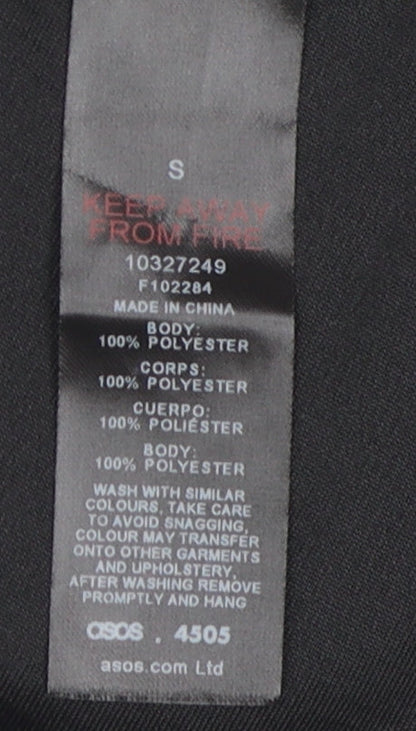 S
KEEP AWAY
FROM FIRE
10327249
F102284
MADE IN CHINA
BODY:
100% POLYESTER
CORPS:
100% POLYESTER
CUERPO:
100% POLIÉSTER
BODY:
100% POLYESTER
WASH WITH SIMILAR
COLOURS, TAKE CARE
TO AVOID SNAGGING,
COLOUR MAY TRANSFER
ONTO OTHER GARMENTS
AND UPHOLSTERY,
AFTER WASHING REMOVE
PROMPTLY AND HANG
asos . 4505
asos.com Ltd